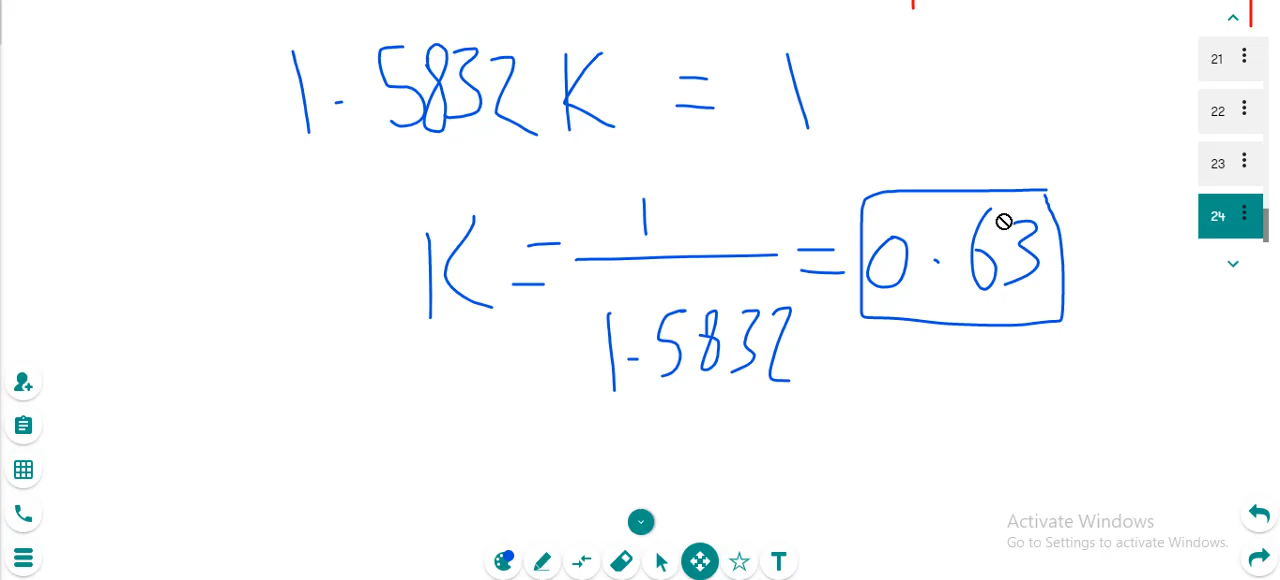 1.5832 K = 1
K = 1 / 1.5832 = 0.63
21
22
23
24
T
Activate Windows
Go to Settings to activate Windows.